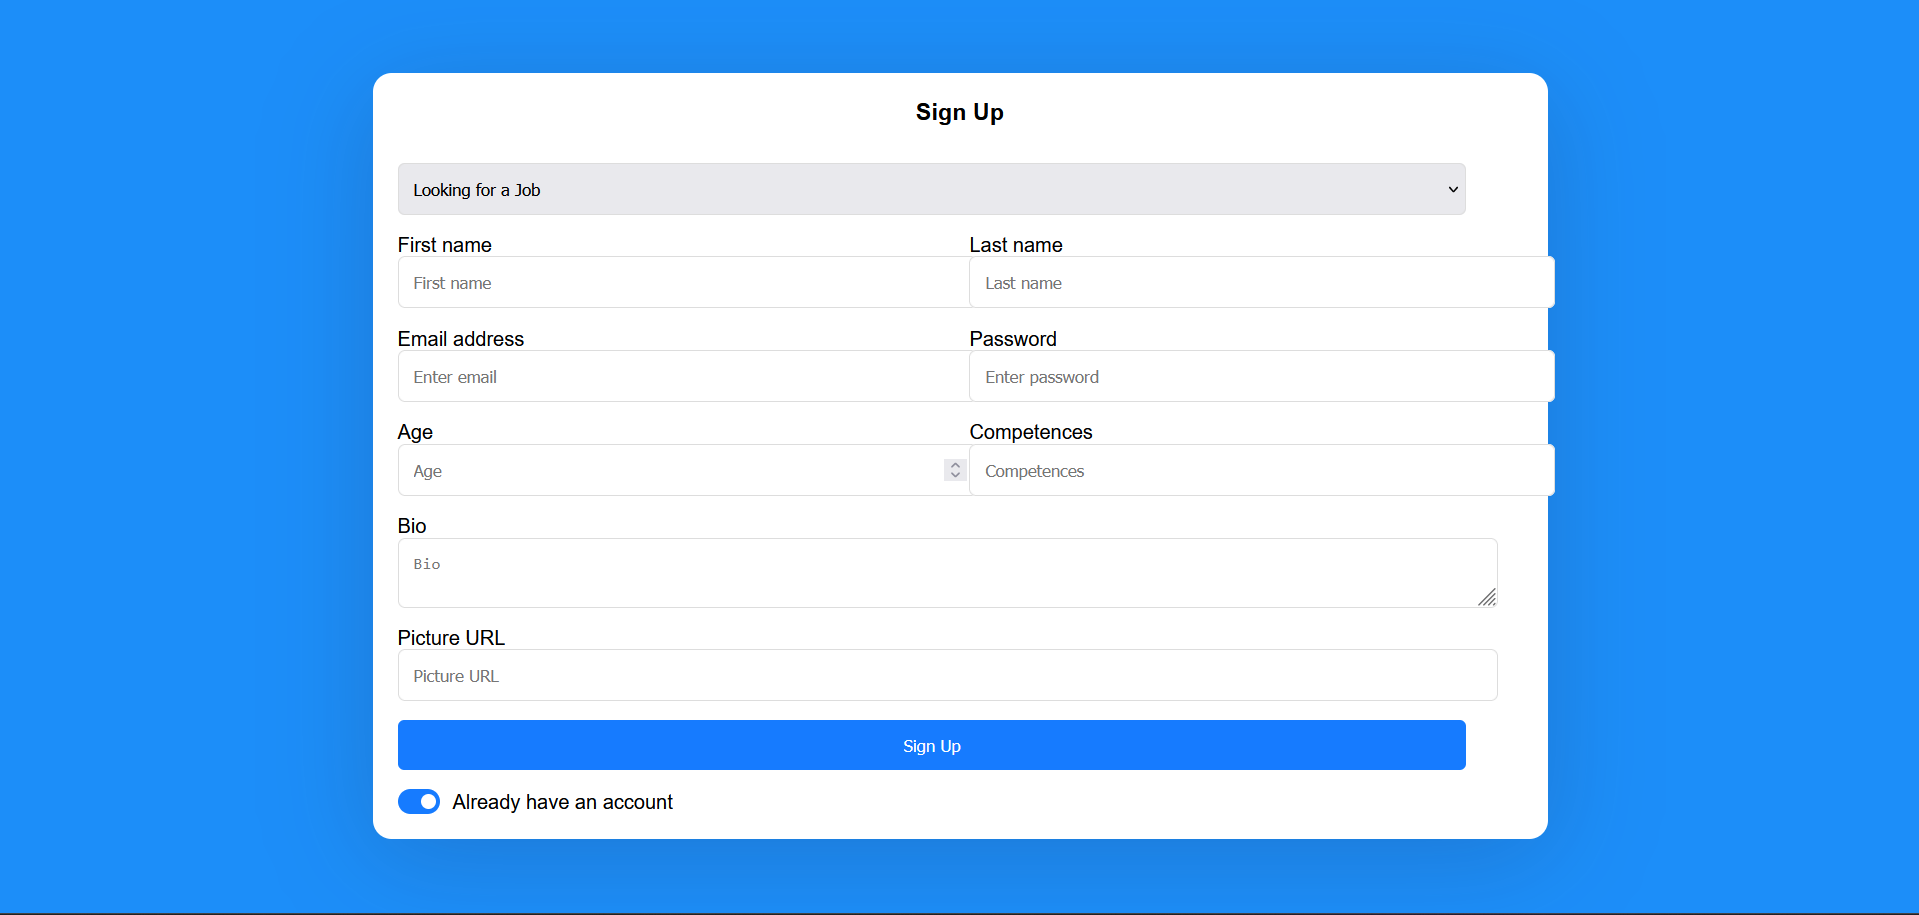 Sign Up
Looking for a Job
First name Last name
First name Last name
Email address Password
Enter email Enter password
Age Competences
Age Competences
Bio
Bio
Picture URL
Picture URL
Sign Up
Already have an account